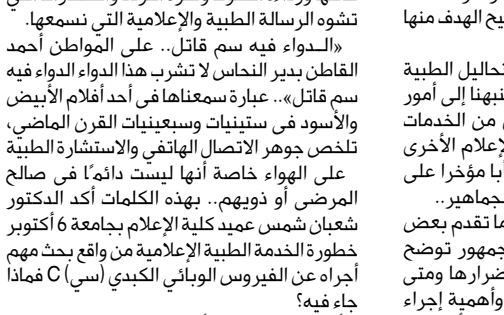 تشوه الرسالة الطبية والإعلامية التي نسمعها.
«الــدواء فيه سم قاتل».. على المواطن أحمد
القاطن بدير النحاس لا تشرب هذا الدواء الدواء فيه
سم قاتل».. عبارة سمعناها فى أحد أفلام الأبيض
والأسود فى ستينيات وسبعينيات القرن الماضي،
تلخص جوهر الاتصال الهاتفي والاستشارة الطبية
على الهواء خاصة أنها ليست دائمًا فى صالح
المرضى أو ذويهم.. بهذه الكلمات أكد الدكتور
شعبان شمس عميد كلية الإعلام بجامعة 6 أكتوبر
خطورة الخدمة الطبية الإعلامية من واقع بحث مهم
أجراه عن الفيروس الوبائي الكبدي (سي) C فماذا
جاء فيه؟
يح الهدف منها
تحاليل الطبية
نبهنا إلى أمور
من الخدمات
لإعلام الأخرى
با مؤخرا على
جماهير..
ما تقدم بعض
جمهور توضح
ضرارها ومتى
وأهمية إجراء